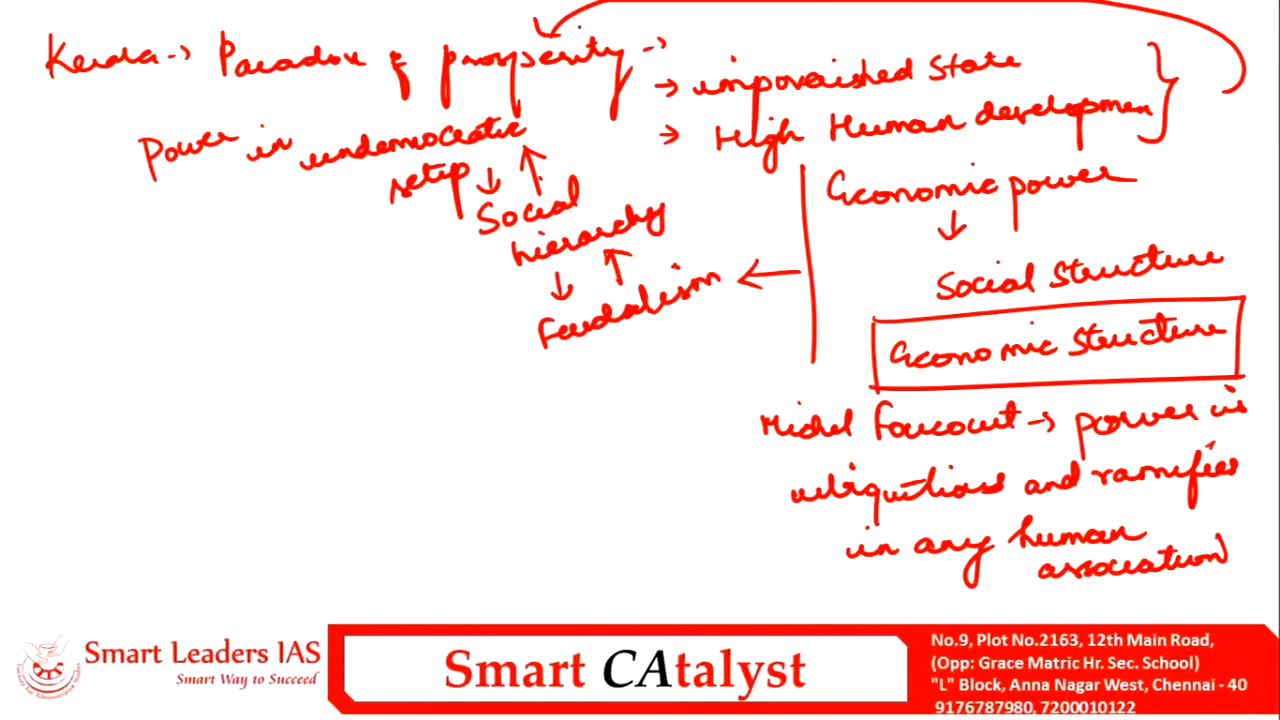 Kerala → Paradox of prosperity →
→ impoverished state
→ High Human developmen
Power in undemocratic
setup
Social
hierarchy
Feudalism
Economic power
Social Structure
Economic Structure
Michel Foucoult → power is
ubiquitious and ramifies
in any human
association
Smart Leaders IAS
Smart Way to Succeed
Smart CAtalyst
No.9, Plot No.2163, 12th Main Road,
(Opp: Grace Matric Hr. Sec. School)
"L" Block, Anna Nagar West, Chennai - 40
9176787980, 7200010122